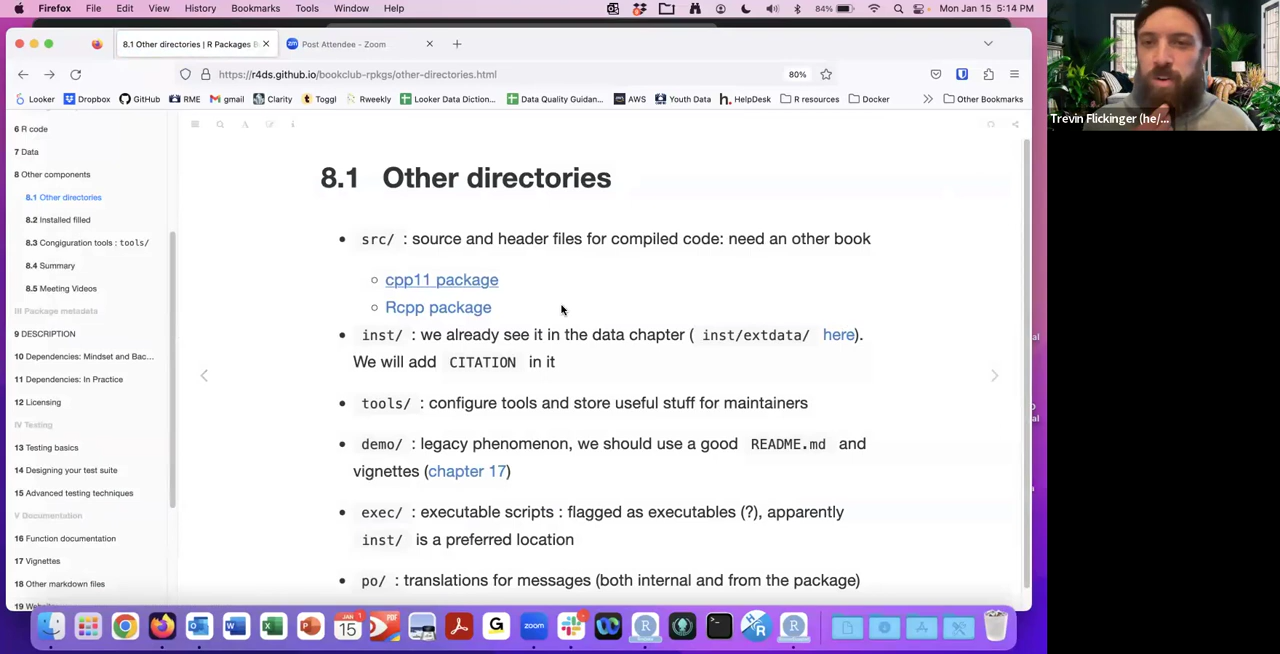 Firefox File Edit View History Bookmarks Tools Window Help 84% Mon Jan 15 5:14 PM
8.1 Other directories | R Packages B
Post Attendee - Zoom
https://r4ds.github.io/bookclub-rpkgs/other-directories.html
80%
Looker Dropbox GitHub RME gmail Clarity Toggl Rweekly Looker Data Diction... Data Quality Guidan... AWS Youth Data HelpDesk R resources Docker Other Bookmarks
6 R code
7 Data
8 Other components
8.1 Other directories
8.2 Installed filled
8.3 Congiguration tools : tools/
8.4 Summary
8.5 Meeting Videos
III Package metadata
9 DESCRIPTION
10 Dependencies: Mindset and Bac...
11 Dependencies: In Practice
12 Licensing
IV Testing
13 Testing basics
14 Designing your test suite
15 Advanced testing techniques
V Documentation
16 Function documentation
17 Vignettes
18 Other markdown files
8.1 Other directories
src/ : source and header files for compiled code: need an other book
cpp11 package
Rcpp package
inst/ : we already see it in the data chapter ( inst/extdata/ here).
We will add CITATION in it
tools/ : configure tools and store useful stuff for maintainers
demo/ : legacy phenomenon, we should use a good README.md and
vignettes (chapter 17)
exec/ : executable scripts : flagged as executables (?), apparently
inst/ is a preferred location
po/ : translations for messages (both internal and from the package)
Trevin Flickinger (he/...
JAN
15
PDF
zoom